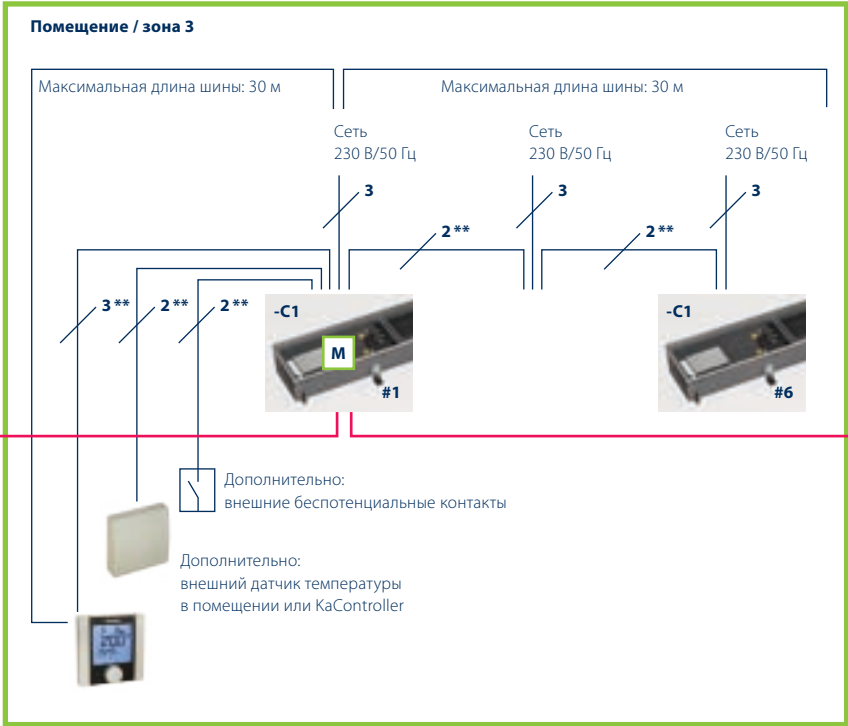 Помещение / зона 3
Максимальная длина шины: 30 м
Максимальная длина шины: 30 м
Сеть
230 В/50 Гц
Сеть
230 В/50 Гц
Сеть
230 В/50 Гц
3
3
3
2 **
2 **
3 **
2 **
2 **
-C1
M
#1
-C1
#6
Дополнительно:
внешние беспотенциальные контакты
Дополнительно:
внешний датчик температуры
в помещении или KaController